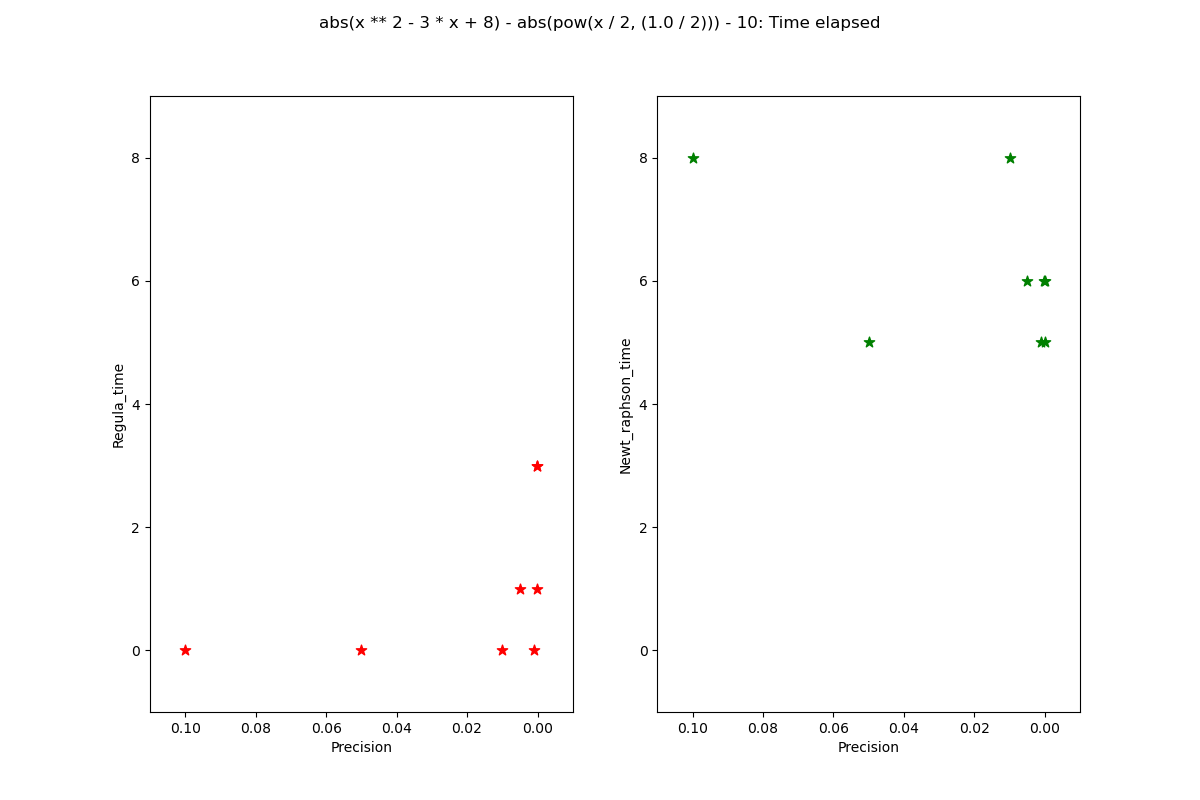 abs(x ** 2 - 3 * x + 8) - abs(pow(x / 2, (1.0 / 2))) - 10: Time elapsed
Regula_time
8
6
4
2
0
0.10 0.08 0.06 0.04 0.02 0.00
Precision
Newt_raphson_time
8
6
4
2
0
0.10 0.08 0.06 0.04 0.02 0.00
Precision